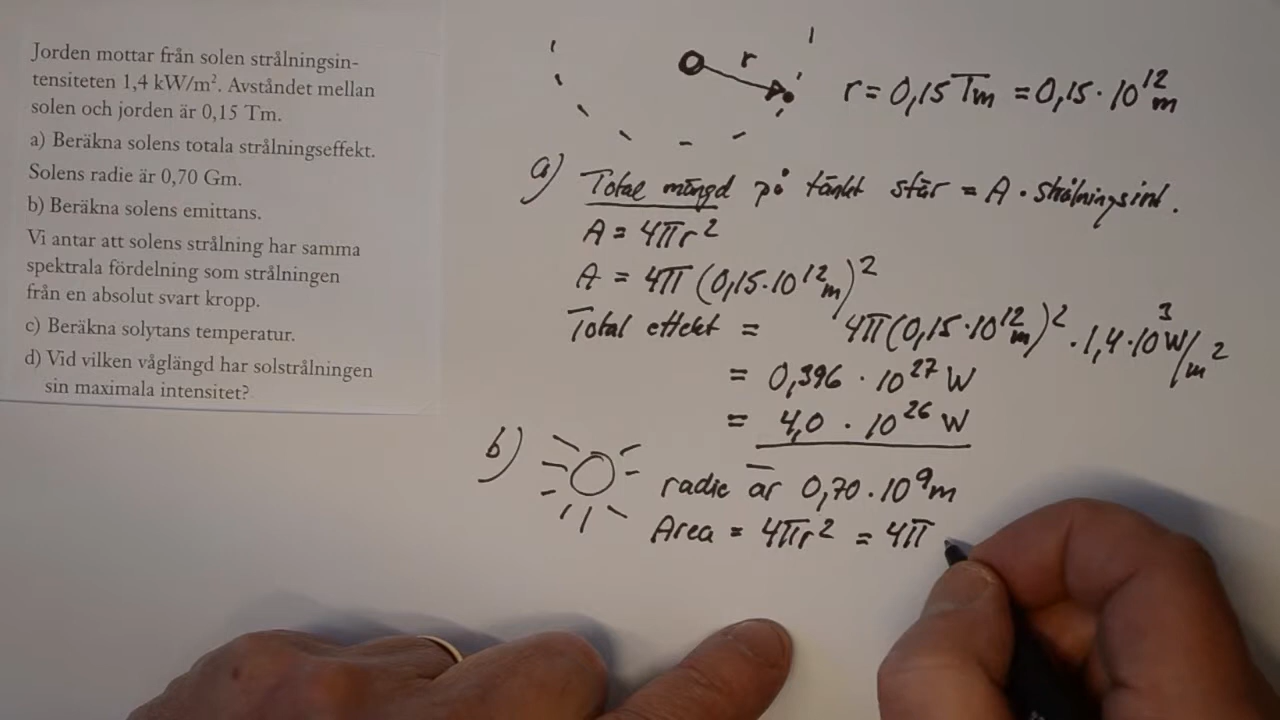 Jorden mottar från solen strålningsin-
tensiteten 1,4 kW/m². Avståndet mellan
solen och jorden är 0,15 Tm.
a) Beräkna solens totala strålningseffekt.
Solens radie är 0,70 Gm.
b) Beräkna solens emittans.
Vi antar att solens strålning har samma
spektrala fördelning som strålningen
från en absolut svart kropp.
c) Beräkna solytans temperatur.
d) Vid vilken våglängd har solstrålningen
sin maximala intensitet?
r
r = 0,15 Tm = 0,15·10¹² m
a) Total mängd på tänkt sfär = A · strålningsint.
A = 4πr²
A = 4π (0,15·10¹² m)²
Total effekt = 4π(0,15·10¹² m)² · 1,4·10³ W/m²
= 0,396 · 10²⁷ W
= 4,0 · 10²⁶ W
b) radie är 0,70·10⁹ m
Area = 4πr² = 4π